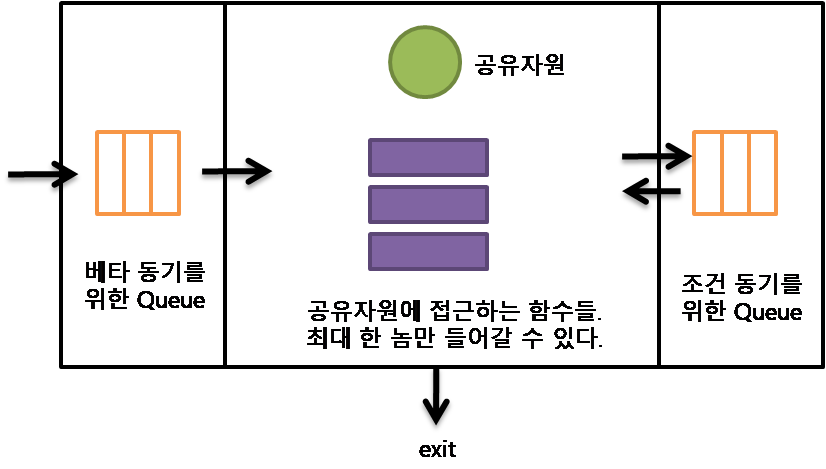 공유자원
베타 동기를
위한 Queue
공유자원에 접근하는 함수들.
최대 한 놈만 들어갈 수 있다.
조건 동기를
위한 Queue
exit